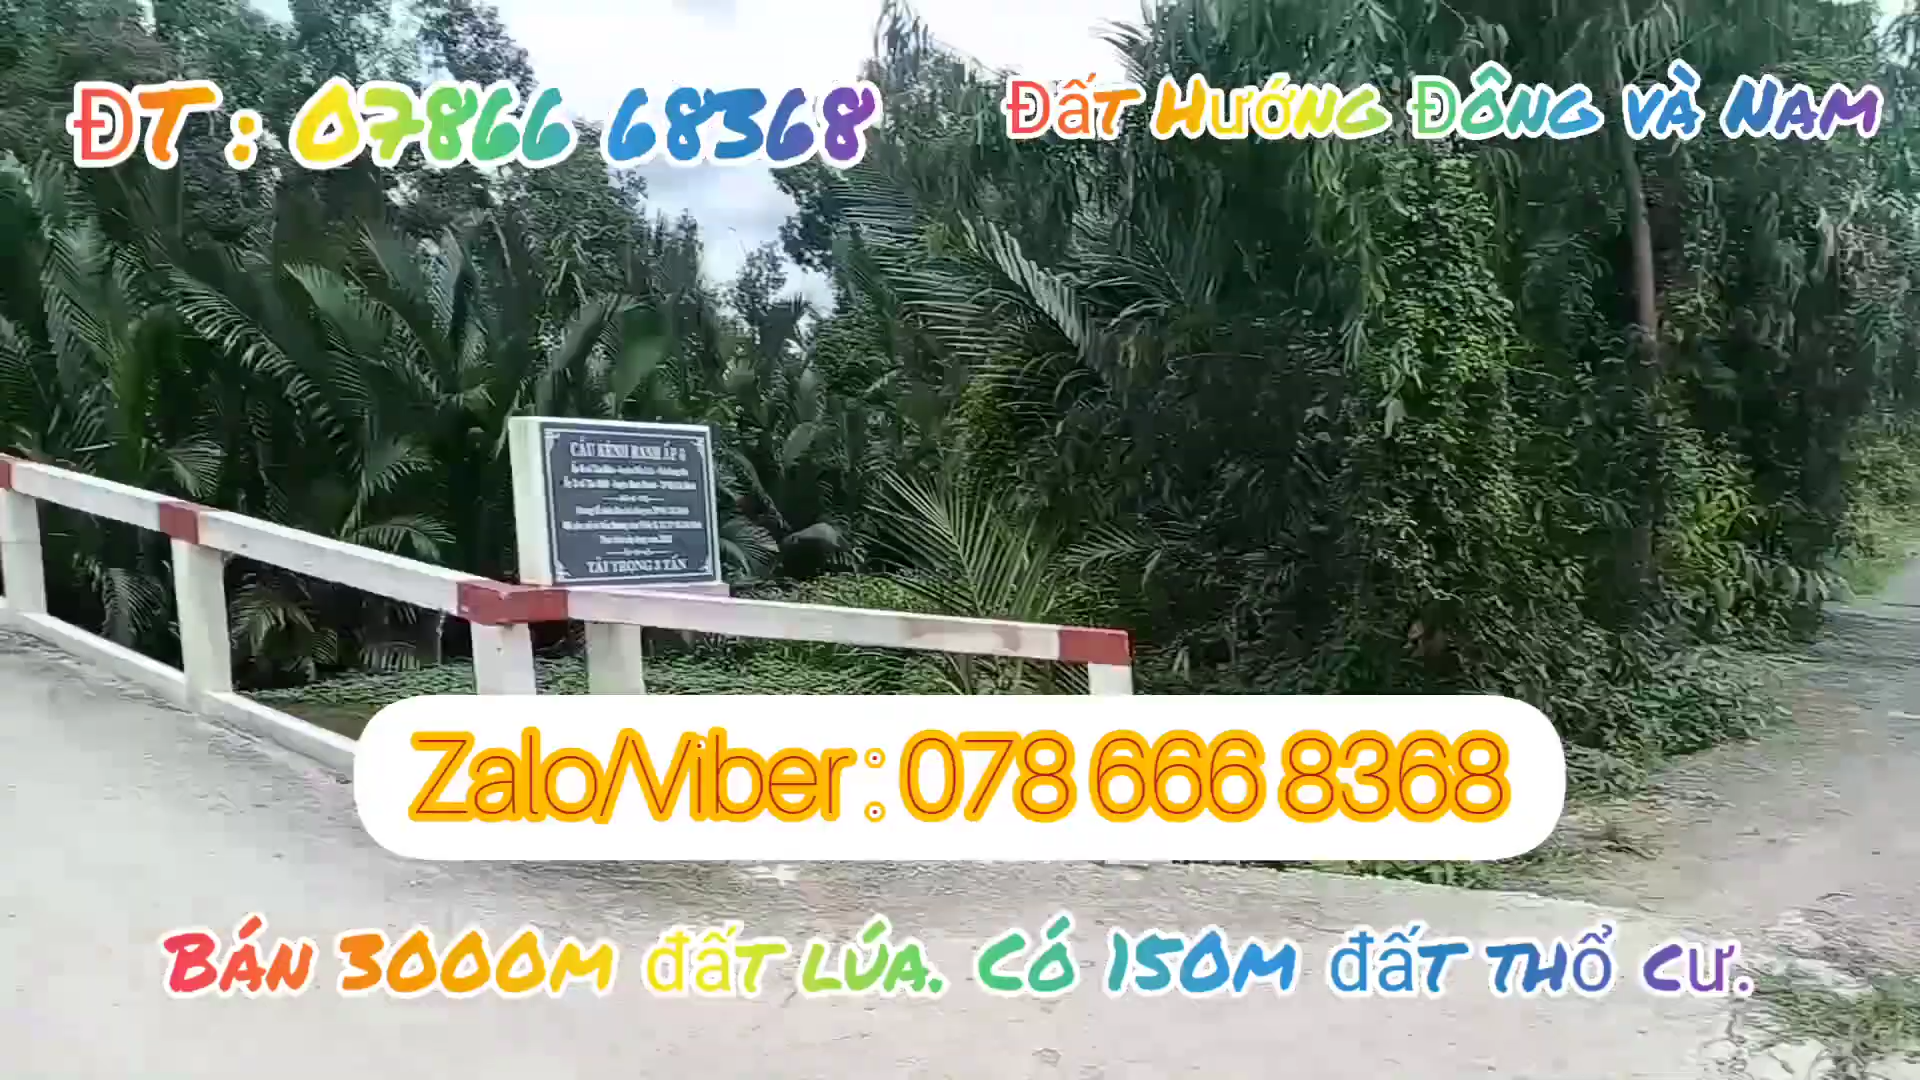 ĐT : 07866 68368
Đất Hướng Đông và Nam
CẦU KÊNH RANH ẤP 6
TẢI TRỌNG 3 TẤN
Zalo/Viber : 078 666 8368
Bán 3000m đất lúa. Có 150m đất thổ cư.